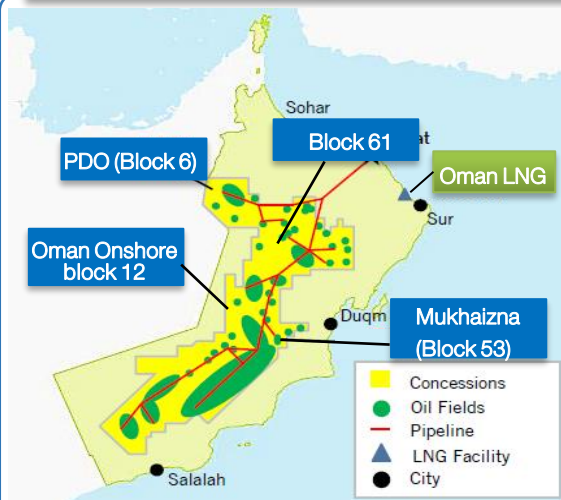 Sohar
Block 61
at
PDO (Block 6)
Oman LNG
Sur
Oman Onshore
block 12
Duqm
Mukhaizna
(Block 53)
Concessions
Oil Fields
Pipeline
LNG Facility
City
Salalah